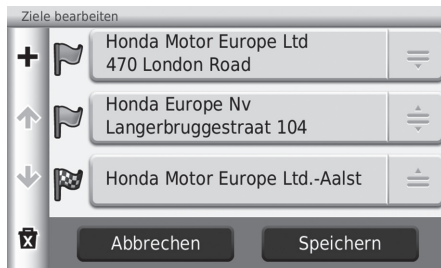 Ziele bearbeiten
Honda Motor Europe Ltd
470 London Road
Honda Europe Nv
Langerbruggestraat 104
Honda Motor Europe Ltd.-Aalst
Abbrechen
Speichern